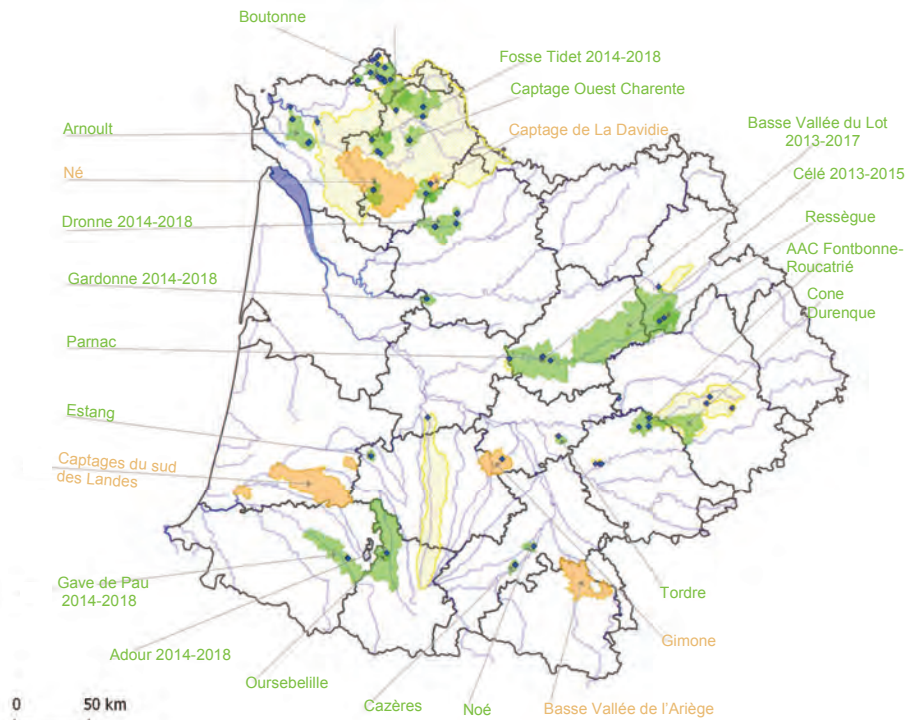 Boutonne
Fosse Tidet 2014-2018
Captage Ouest Charente
Arnoult
Captage de La Davidie
Basse Vallée du Lot
2013-2017
Né
Célé 2013-2015
Dronne 2014-2018
Ressègue
AAC Fontbonne-
Roucatrié
Gardonne 2014-2018
Cone
Durenque
Parnac
Estang
Captages du sud
des Landes
Gave de Pau
2014-2018
Tordre
Gimone
Adour 2014-2018
Oursebelille
Cazères
Noé
Basse Vallée de l'Ariège
0 50 km